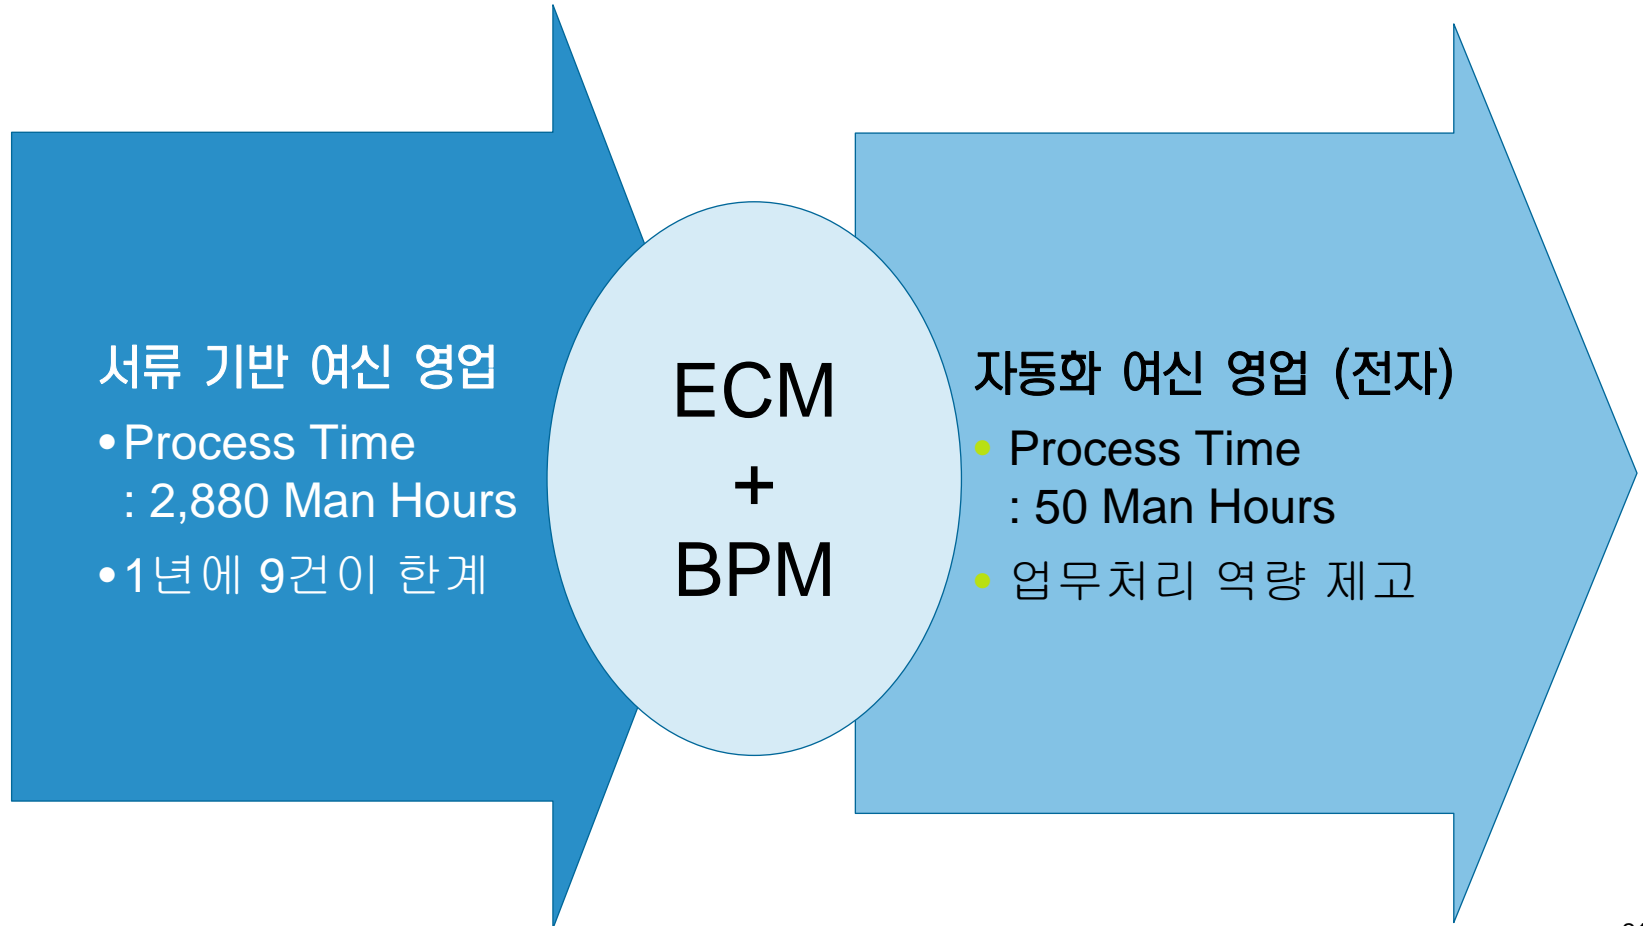 서류 기반 여신 영업
•Process Time
: 2,880 Man Hours
•1년에 9건이 한계
ECM
+
BPM
자동화 여신 영업 (전자)
• Process Time
: 50 Man Hours
• 업무처리 역량 제고